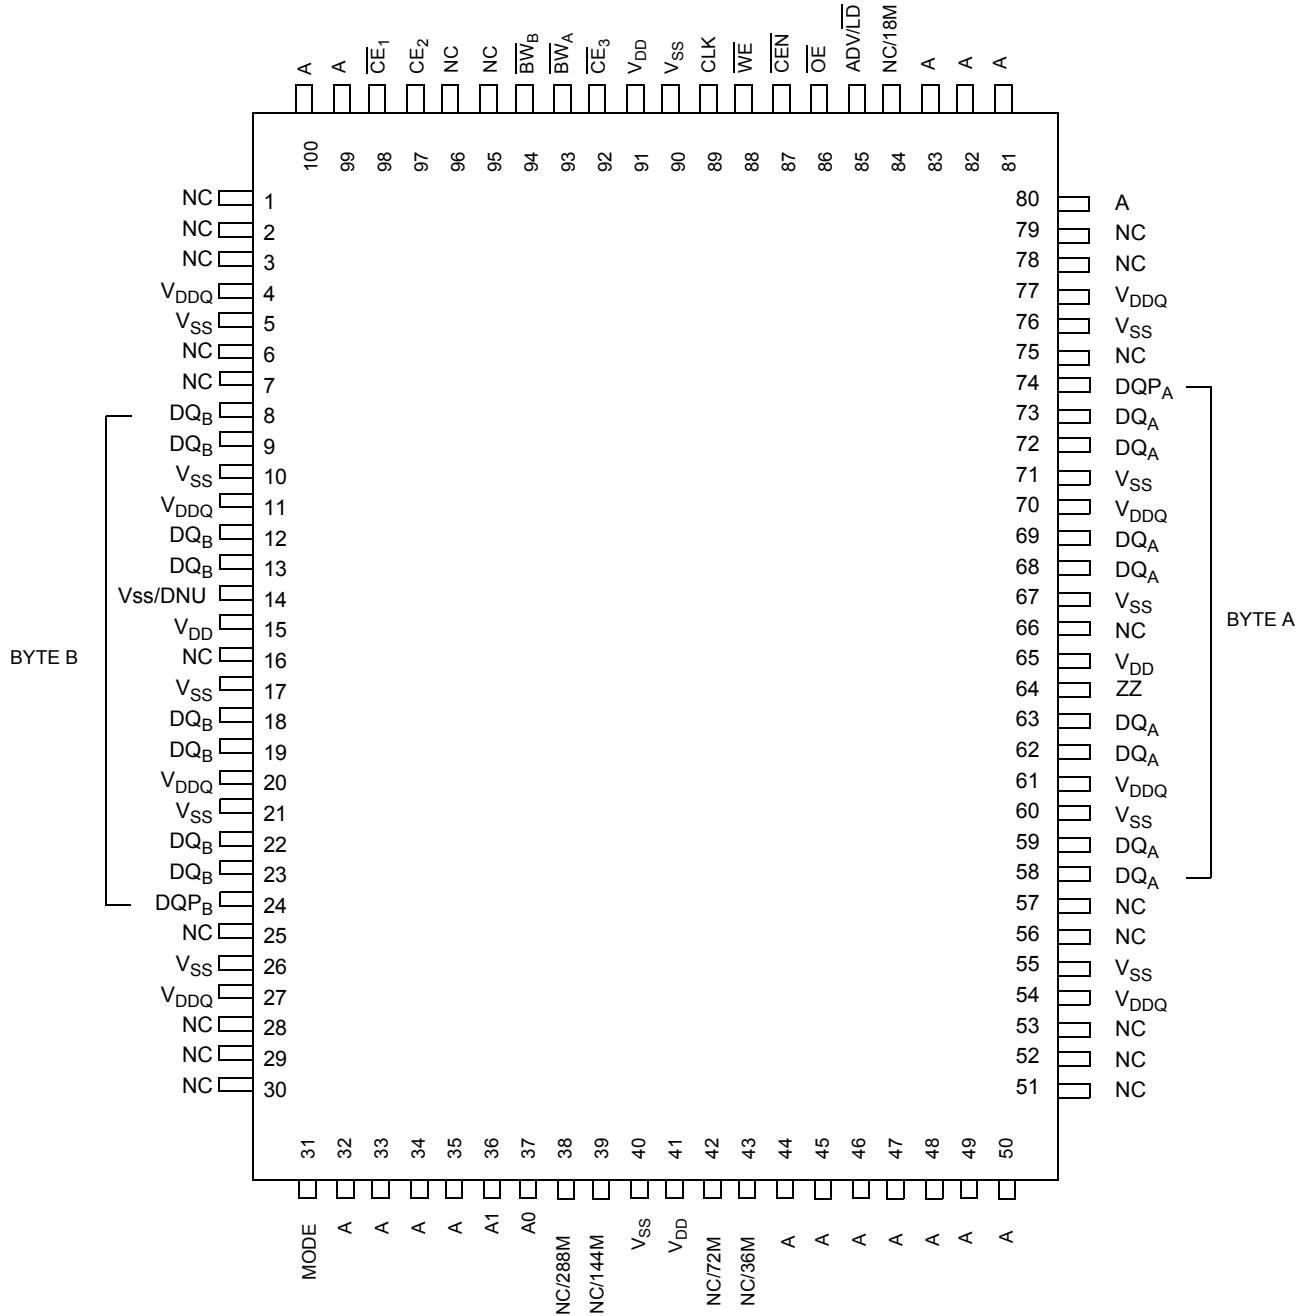 A A CE1 CE2 NC NC BWB BWA CE3 VDD VSS CLK WE CEN OE ADV/LD NC/18M A A A
100 99 98 97 96 95 94 93 92 91 90 89 88 87 86 85 84 83 82 81
NC 1 80 A
NC 2 79 NC
NC 3 78 NC
VDDQ 4 77 VDDQ
VSS 5 76 VSS
NC 6 75 NC
NC 7 74 DQPA
DQB 8 73 DQA
DQB 9 72 DQA
VSS 10 71 VSS
VDDQ 11 70 VDDQ
DQB 12 69 DQA
DQB 13 68 DQA
Vss/DNU 14 67 VSS
VDD 15 66 NC
BYTE A
NC 16 65 VDD
BYTE B
VSS 17 64 ZZ
DQB 18 63 DQA
DQB 19 62 DQA
VDDQ 20 61 VDDQ
VSS 21 60 VSS
DQB 22 59 DQA
DQB 23 58 DQA
DQPB 24 57 NC
NC 25 56 NC
VSS 26 55 VSS
VDDQ 27 54 VDDQ
NC 28 53 NC
NC 29 52 NC
NC 30 51 NC
31 32 33 34 35 36 37 38 39 40 41 42 43 44 45 46 47 48 49 50
MODE A A A A A1 A0 NC/288M NC/144M VSS VDD NC/72M NC/36M A A A A A A A